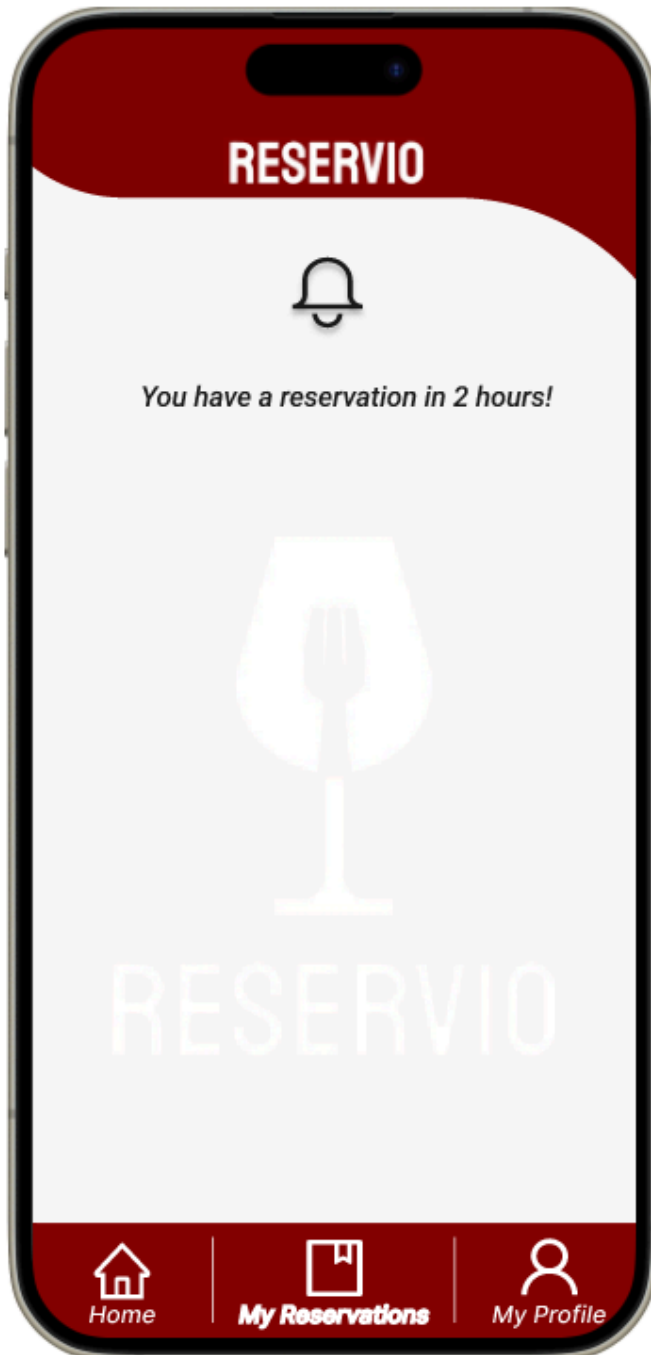 RESERVIO
You have a reservation in 2 hours!
RESERVIO
Home
My Reservations
My Profile